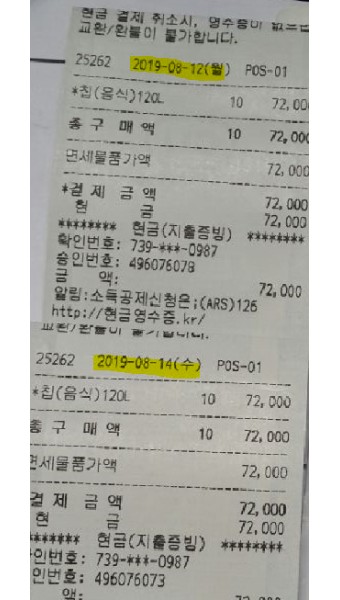 현금 결제 취소시, 영수증이 없으면
교환/환불이 불가합니다.
25262 2019-08-12(월) POS-01
*칩(음식)120L 10 72,000
총 구 매 액 10 72,000
면세물품가액 72,000
*결 제 금 액 72,000
현 금 72,000
******** 현금(지출증빙) ********
확인번호: 739-***-0987
승인번호: 496076078
금 액: 72,000
알림:소득공제신청은;(ARS)126
http://현금영수증.kr/
교환/환불이 불가합니다.
25262 2019-08-14(수) POS-01
*칩(음식)120L 10 72,000
총 구 매 액 10 72,000
면세물품가액 72,000
결 제 금 액 72,000
현 금 72,000
******* 현금(지출증빙) ********
인번호: 739-***-0987
인번호: 496076073
액: